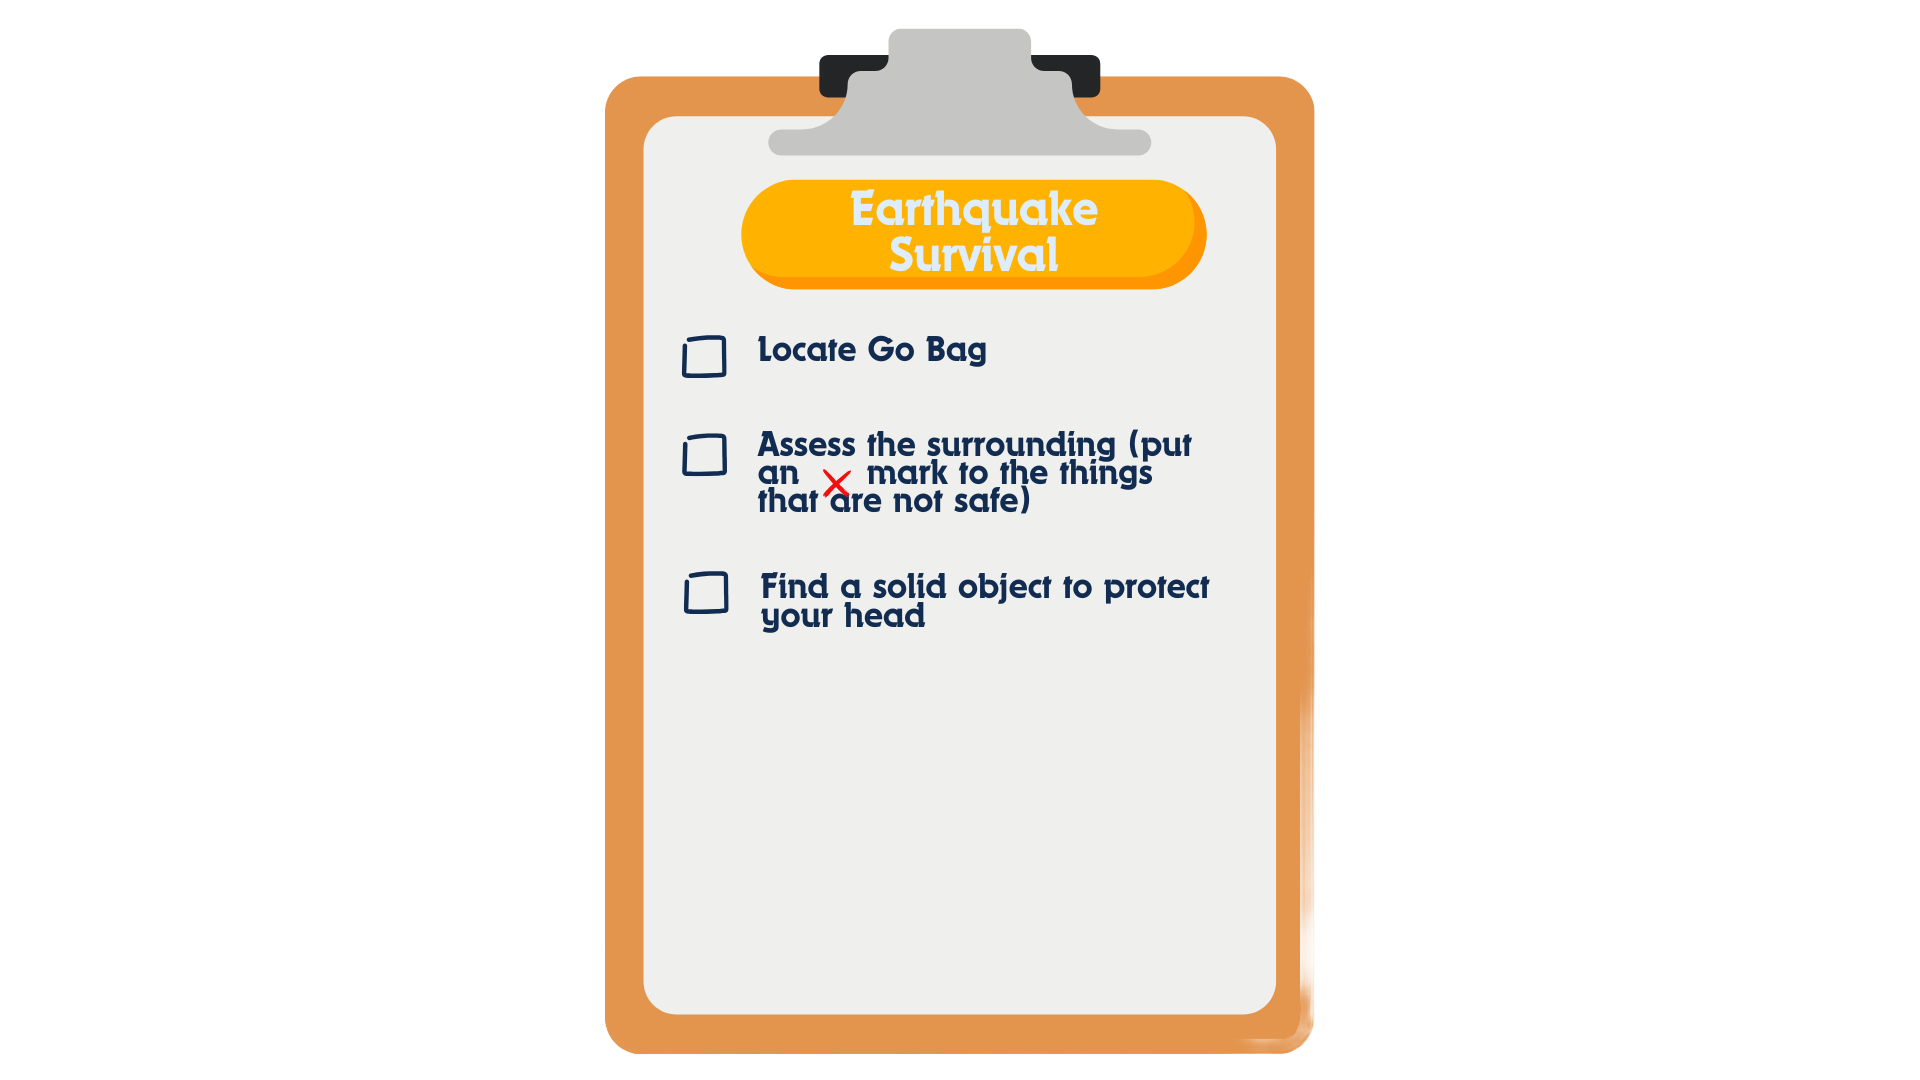 Earthquake
Survival
Locate Go Bag
Assess the surrounding (put
an ❌ mark to the things
that are not safe)
Find a solid object to protect
your head